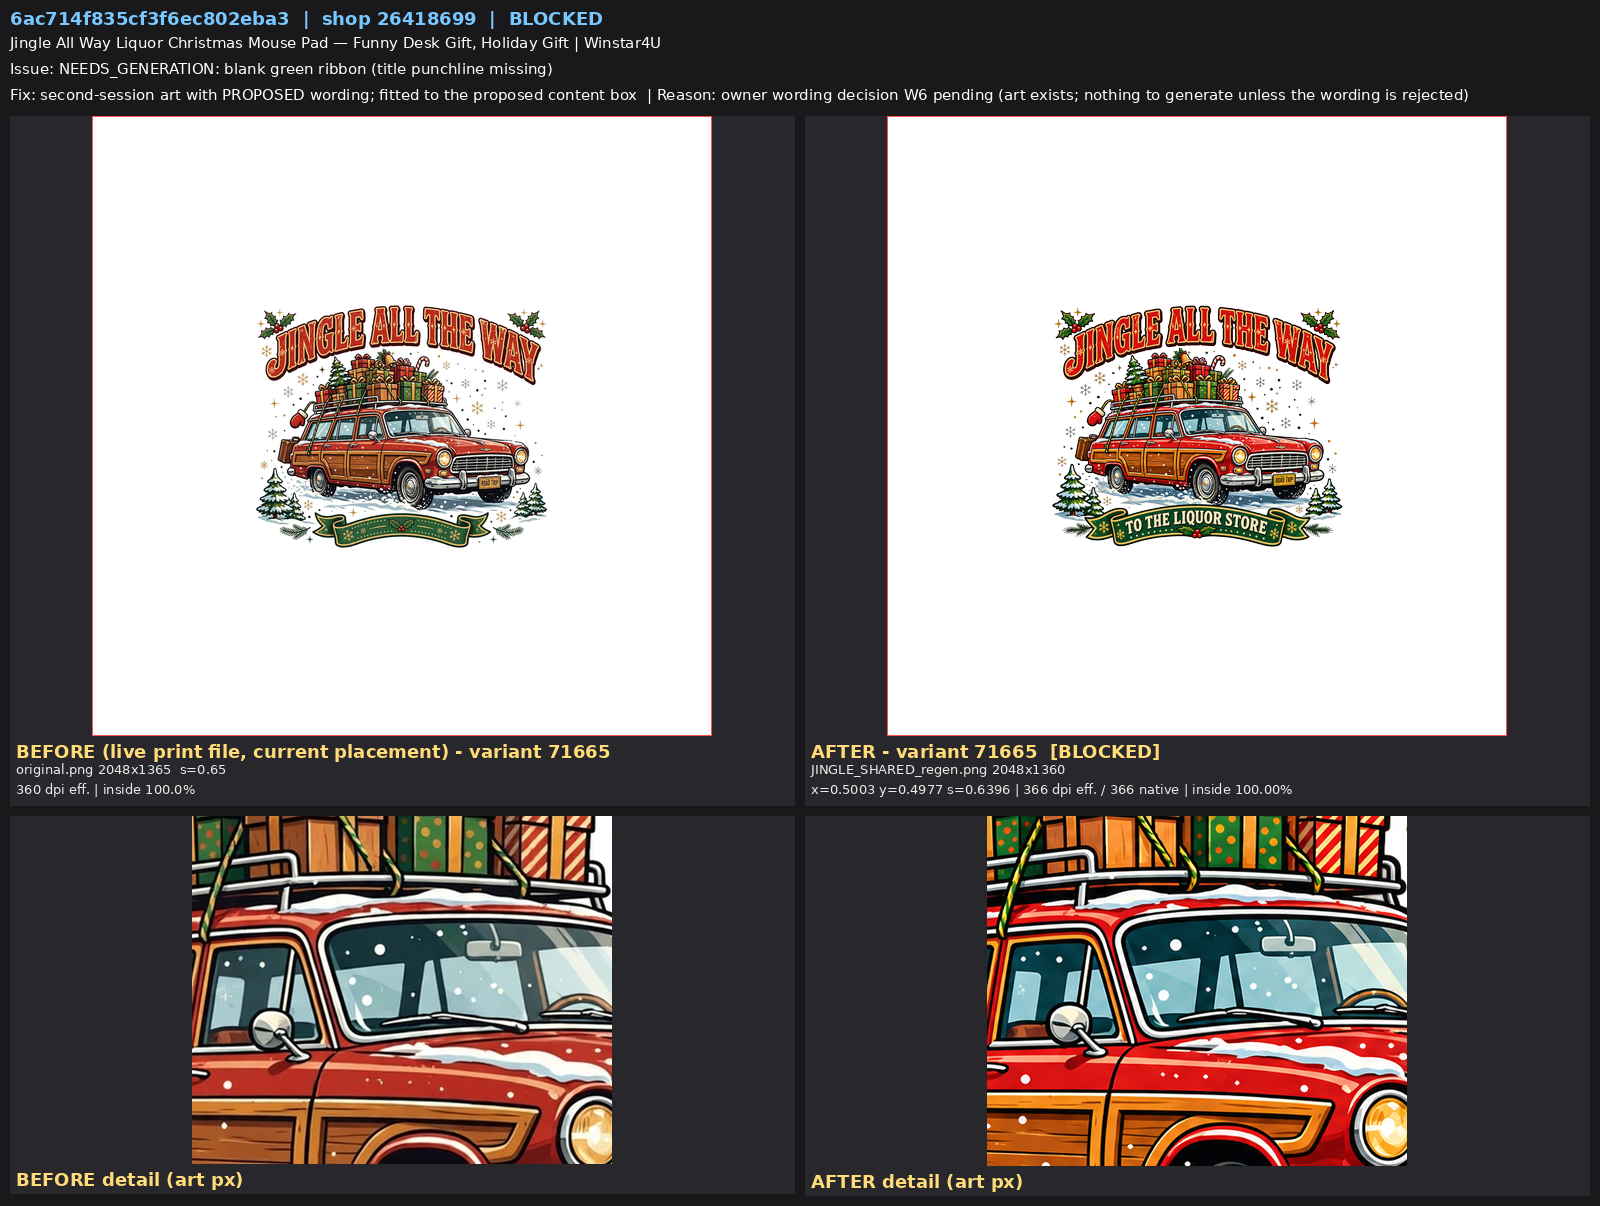 6ac714f835cf3f6ec802eba3 | shop 26418699 | BLOCKED
Jingle All Way Liquor Christmas Mouse Pad — Funny Desk Gift, Holiday Gift | Winstar4U
Issue: NEEDS_GENERATION: blank green ribbon (title punchline missing)
Fix: second-session art with PROPOSED wording; fitted to the proposed content box | Reason: owner wording decision W6 pending (art exists; nothing to generate unless the wording is rejected)
JINGLE ALL THE WAY
ROAD TRIP
JINGLE ALL THE WAY
ROAD TRIP
TO THE LIQUOR STORE
BEFORE (live print file, current placement) - variant 71665
original.png 2048x1365 s=0.65
360 dpi eff. | inside 100.0%
AFTER - variant 71665 [BLOCKED]
JINGLE_SHARED_regen.png 2048x1360
x=0.5003 y=0.4977 s=0.6396 | 366 dpi eff. / 366 native | inside 100.00%
BEFORE detail (art px)
AFTER detail (art px)